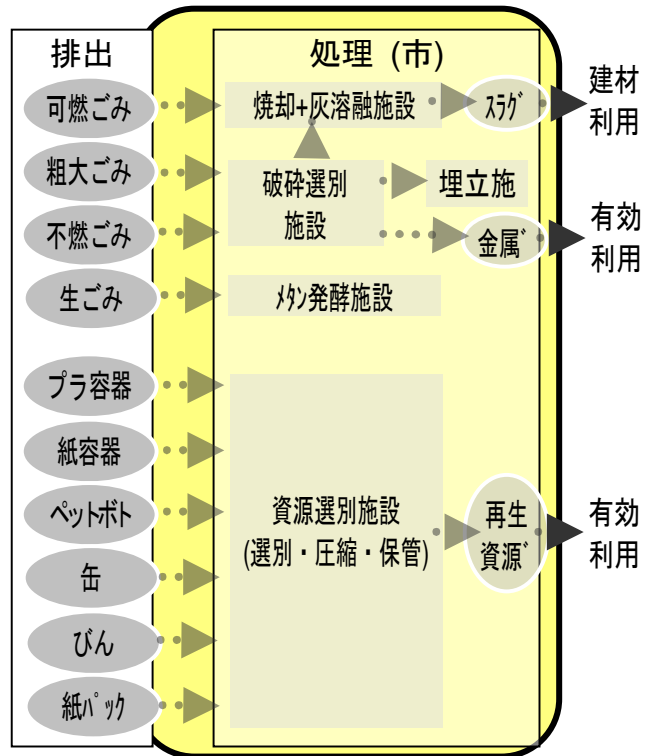 排出
処理 (市)
可燃ごみ
焼却+灰溶融施設
ｽﾗｸﾞ
建材
利用
粗大ごみ
破砕選別
施設
埋立施
不燃ごみ
金属ﾞ
有効
利用
生ごみ
ﾒﾀﾝ発酵施設
プラ容器
紙容器
ペットボト
資源選別施設
(選別・圧縮・保管)
再生
資源ﾞ
有効
利用
缶
びん
紙ﾊﾟｯｸ